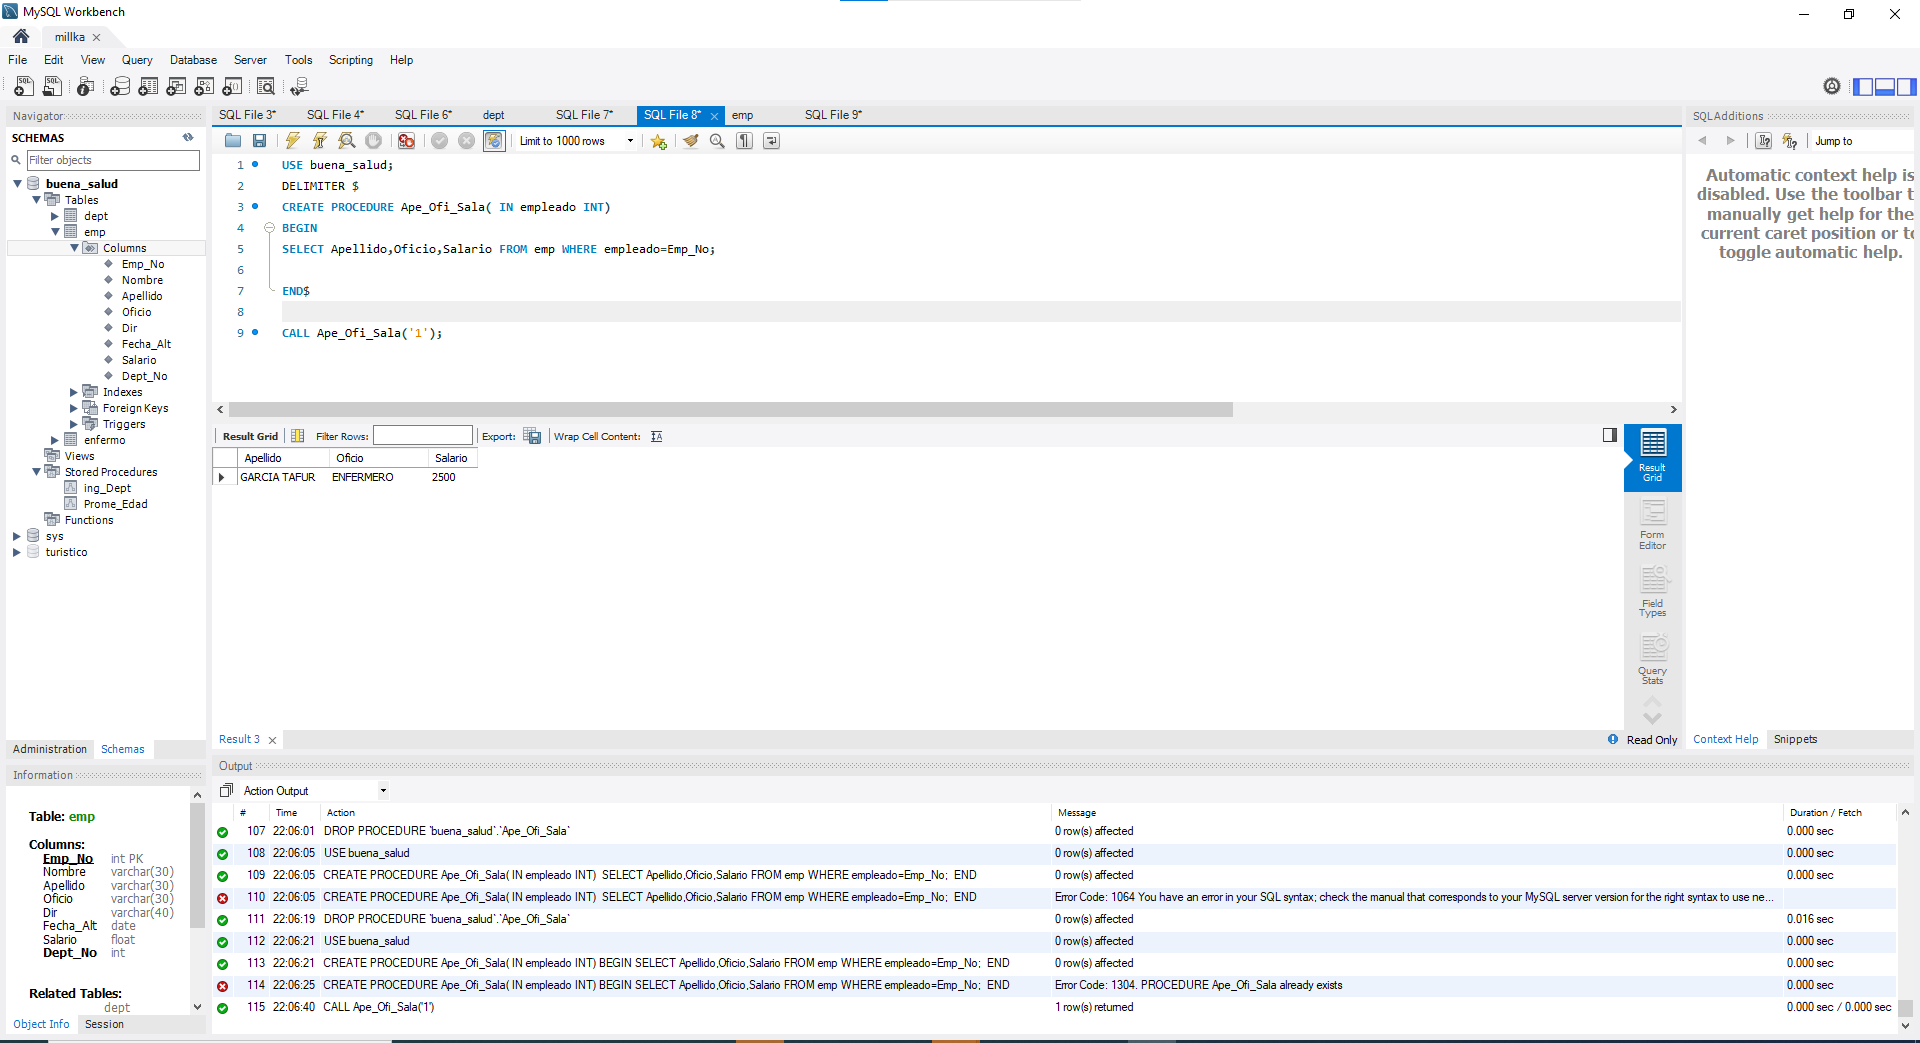 MySQL Workbench
millka
File Edit View Query Database Server Tools Scripting Help
Navigator
SCHEMAS
Filter objects
buena_salud
Tables
dept
emp
Columns
Emp_No
Nombre
Apellido
Oficio
Dir
Fecha_Alt
Salario
Dept_No
Indexes
Foreign Keys
Triggers
enfermo
Views
Stored Procedures
ing_Dept
Prome_Edad
Functions
sys
turistico
Administration Schemas
Information
Table: emp
Columns:
Emp_No int PK
Nombre varchar(30)
Apellido varchar(30)
Oficio varchar(30)
Dir varchar(40)
Fecha_Alt date
Salario float
Dept_No int
Related Tables:
dept
Object Info Session
SQL File 3* SQL File 4* SQL File 6* dept SQL File 7* SQL File 8* emp SQL File 9*
Limit to 1000 rows
1 USE buena_salud;
2 DELIMITER $
3 CREATE PROCEDURE Ape_Ofi_Sala( IN empleado INT)
4 BEGIN
5 SELECT Apellido,Oficio,Salario FROM emp WHERE empleado=Emp_No;
6
7 END$
8
9 CALL Ape_Ofi_Sala('1');
Result Grid Filter Rows: Export: Wrap Cell Content:
Apellido Oficio Salario
GARCIA TAFUR ENFERMERO 2500
Result Grid
Form Editor
Field Types
Query Stats
Result 3 Read Only
SQLAdditions
Jump to
Automatic context help is
disabled. Use the toolbar t
manually get help for the
current caret position or to
toggle automatic help.
Context Help Snippets
Output
Action Output
# Time Action Message Duration / Fetch
107 22:06:01 DROP PROCEDURE `buena_salud`.`Ape_Ofi_Sala` 0 row(s) affected 0.000 sec
108 22:06:05 USE buena_salud 0 row(s) affected 0.000 sec
109 22:06:05 CREATE PROCEDURE Ape_Ofi_Sala( IN empleado INT) SELECT Apellido,Oficio,Salario FROM emp WHERE empleado=Emp_No; END 0 row(s) affected 0.000 sec
110 22:06:05 CREATE PROCEDURE Ape_Ofi_Sala( IN empleado INT) SELECT Apellido,Oficio,Salario FROM emp WHERE empleado=Emp_No; END Error Code: 1064 You have an error in your SQL syntax; check the manual that corresponds to your MySQL server version for the right syntax to use ne...
111 22:06:19 DROP PROCEDURE `buena_salud`.`Ape_Ofi_Sala` 0 row(s) affected 0.016 sec
112 22:06:21 USE buena_salud 0 row(s) affected 0.000 sec
113 22:06:21 CREATE PROCEDURE Ape_Ofi_Sala( IN empleado INT) BEGIN SELECT Apellido,Oficio,Salario FROM emp WHERE empleado=Emp_No; END 0 row(s) affected 0.000 sec
114 22:06:25 CREATE PROCEDURE Ape_Ofi_Sala( IN empleado INT) BEGIN SELECT Apellido,Oficio,Salario FROM emp WHERE empleado=Emp_No; END Error Code: 1304. PROCEDURE Ape_Ofi_Sala already exists 0.000 sec
115 22:06:40 CALL Ape_Ofi_Sala('1') 1 row(s) returned 0.000 sec / 0.000 sec